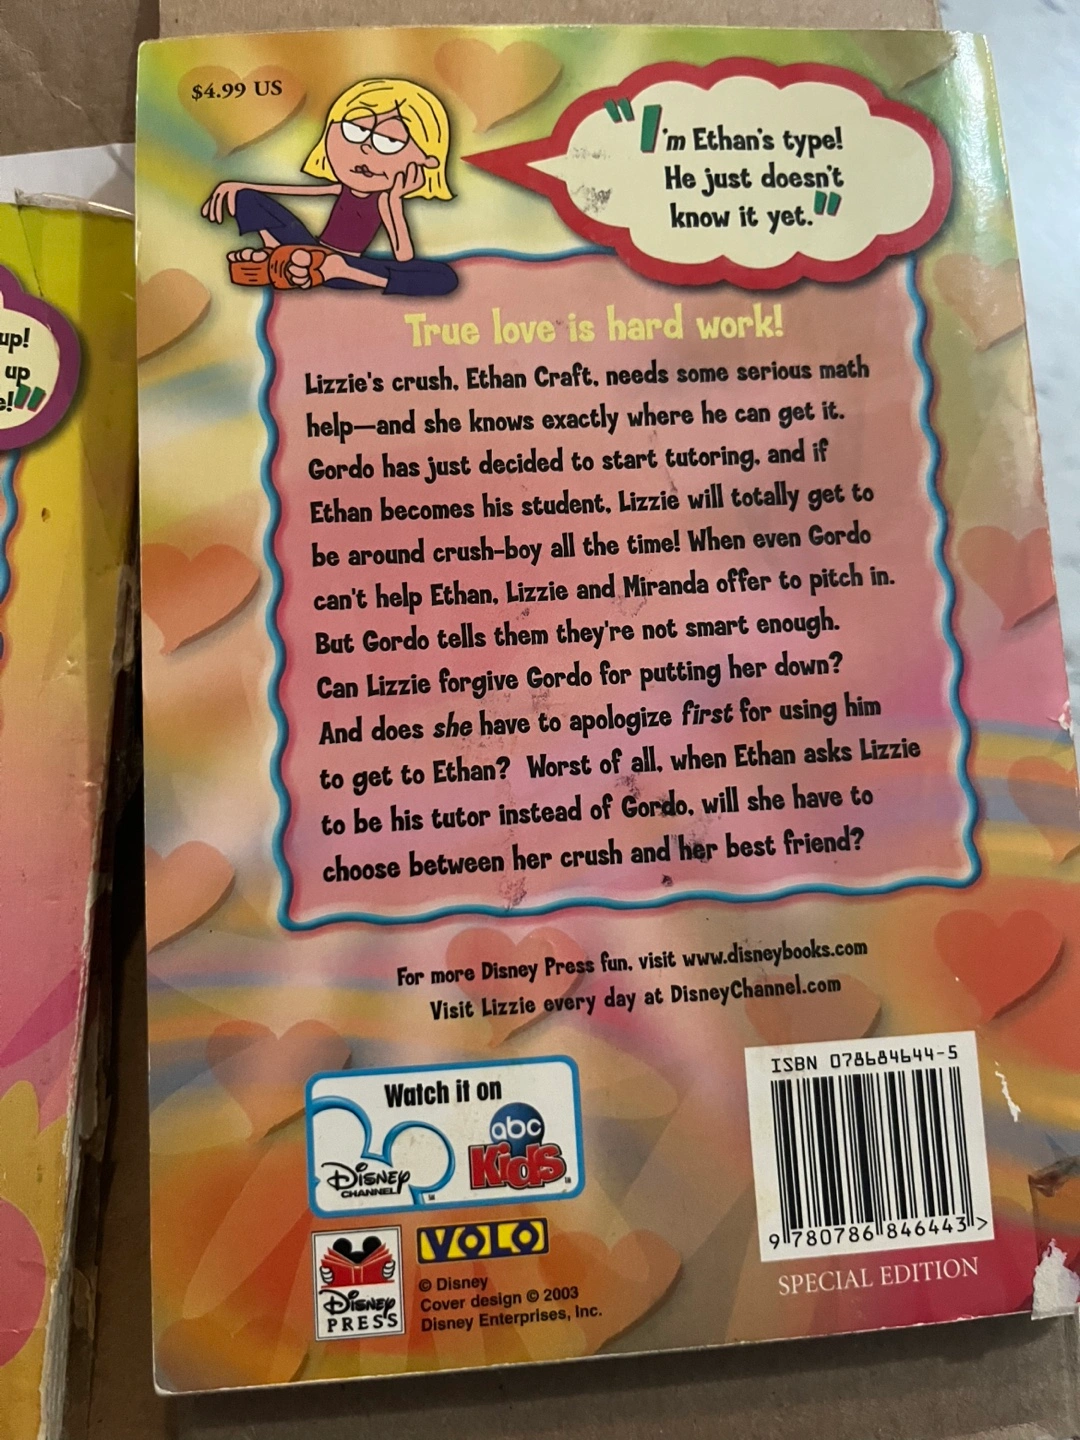 $4.99 US
"I'm Ethan's type!
He just doesn't
know it yet."
up!
up
e!"
True love is hard work!
Lizzie's crush, Ethan Craft, needs some serious math
help—and she knows exactly where he can get it.
Gordo has just decided to start tutoring, and if
Ethan becomes his student, Lizzie will totally get to
be around crush-boy all the time! When even Gordo
can't help Ethan, Lizzie and Miranda offer to pitch in.
But Gordo tells them they're not smart enough.
Can Lizzie forgive Gordo for putting her down?
And does she have to apologize first for using him
to get to Ethan? Worst of all, when Ethan asks Lizzie
to be his tutor instead of Gordo, will she have to
choose between her crush and her best friend?
For more Disney Press fun, visit www.disneybooks.com
Visit Lizzie every day at DisneyChannel.com
Watch it on
Disney
CHANNEL
abc
Kids
ISBN 078684644-5
9 780786 846443 >
SPECIAL EDITION
VOLO
Disney
PRESS
© Disney
Cover design © 2003
Disney Enterprises, Inc.